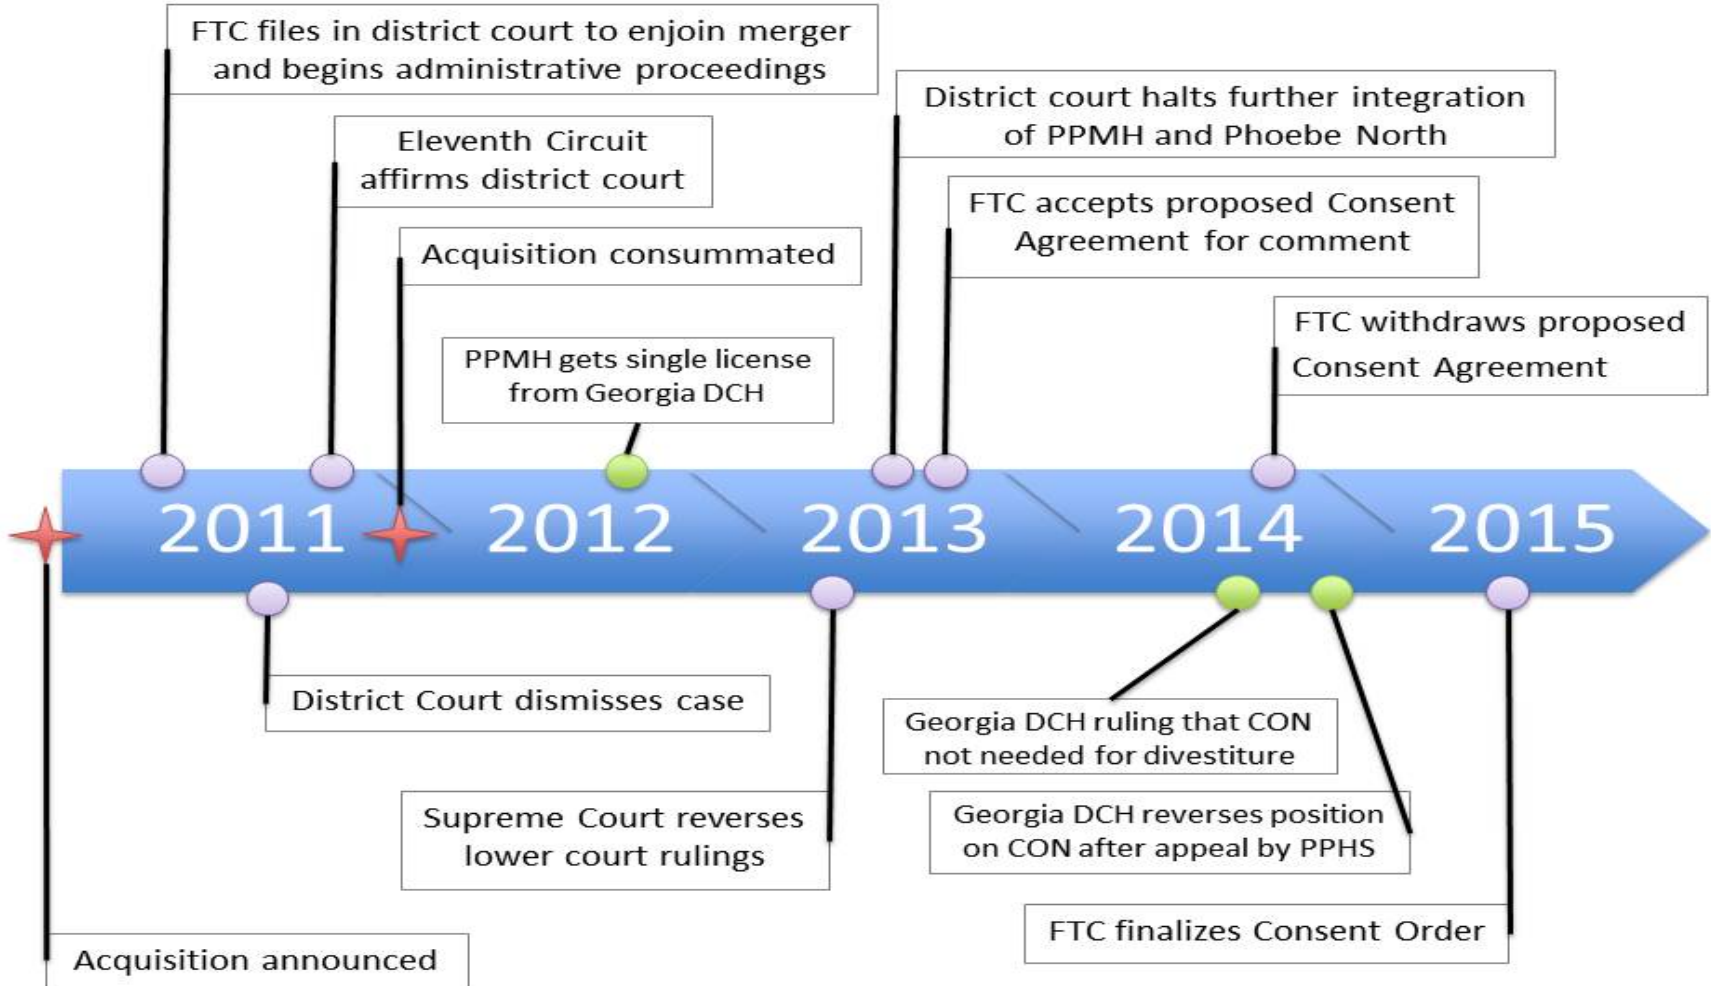 FTC files in district court to enjoin merger
and begins administrative proceedings
District court halts further integration
of PPMH and Phoebe North
Eleventh Circuit
affirms district court
FTC accepts proposed Consent
Agreement for comment
Acquisition consummated
FTC withdraws proposed
Consent Agreement
PPMH gets single license
from Georgia DCH
2011
2012
2013
2014
2015
District Court dismisses case
Georgia DCH ruling that CON
not needed for divestiture
Supreme Court reverses
lower court rulings
Georgia DCH reverses position
on CON after appeal by PPHS
FTC finalizes Consent Order
Acquisition announced